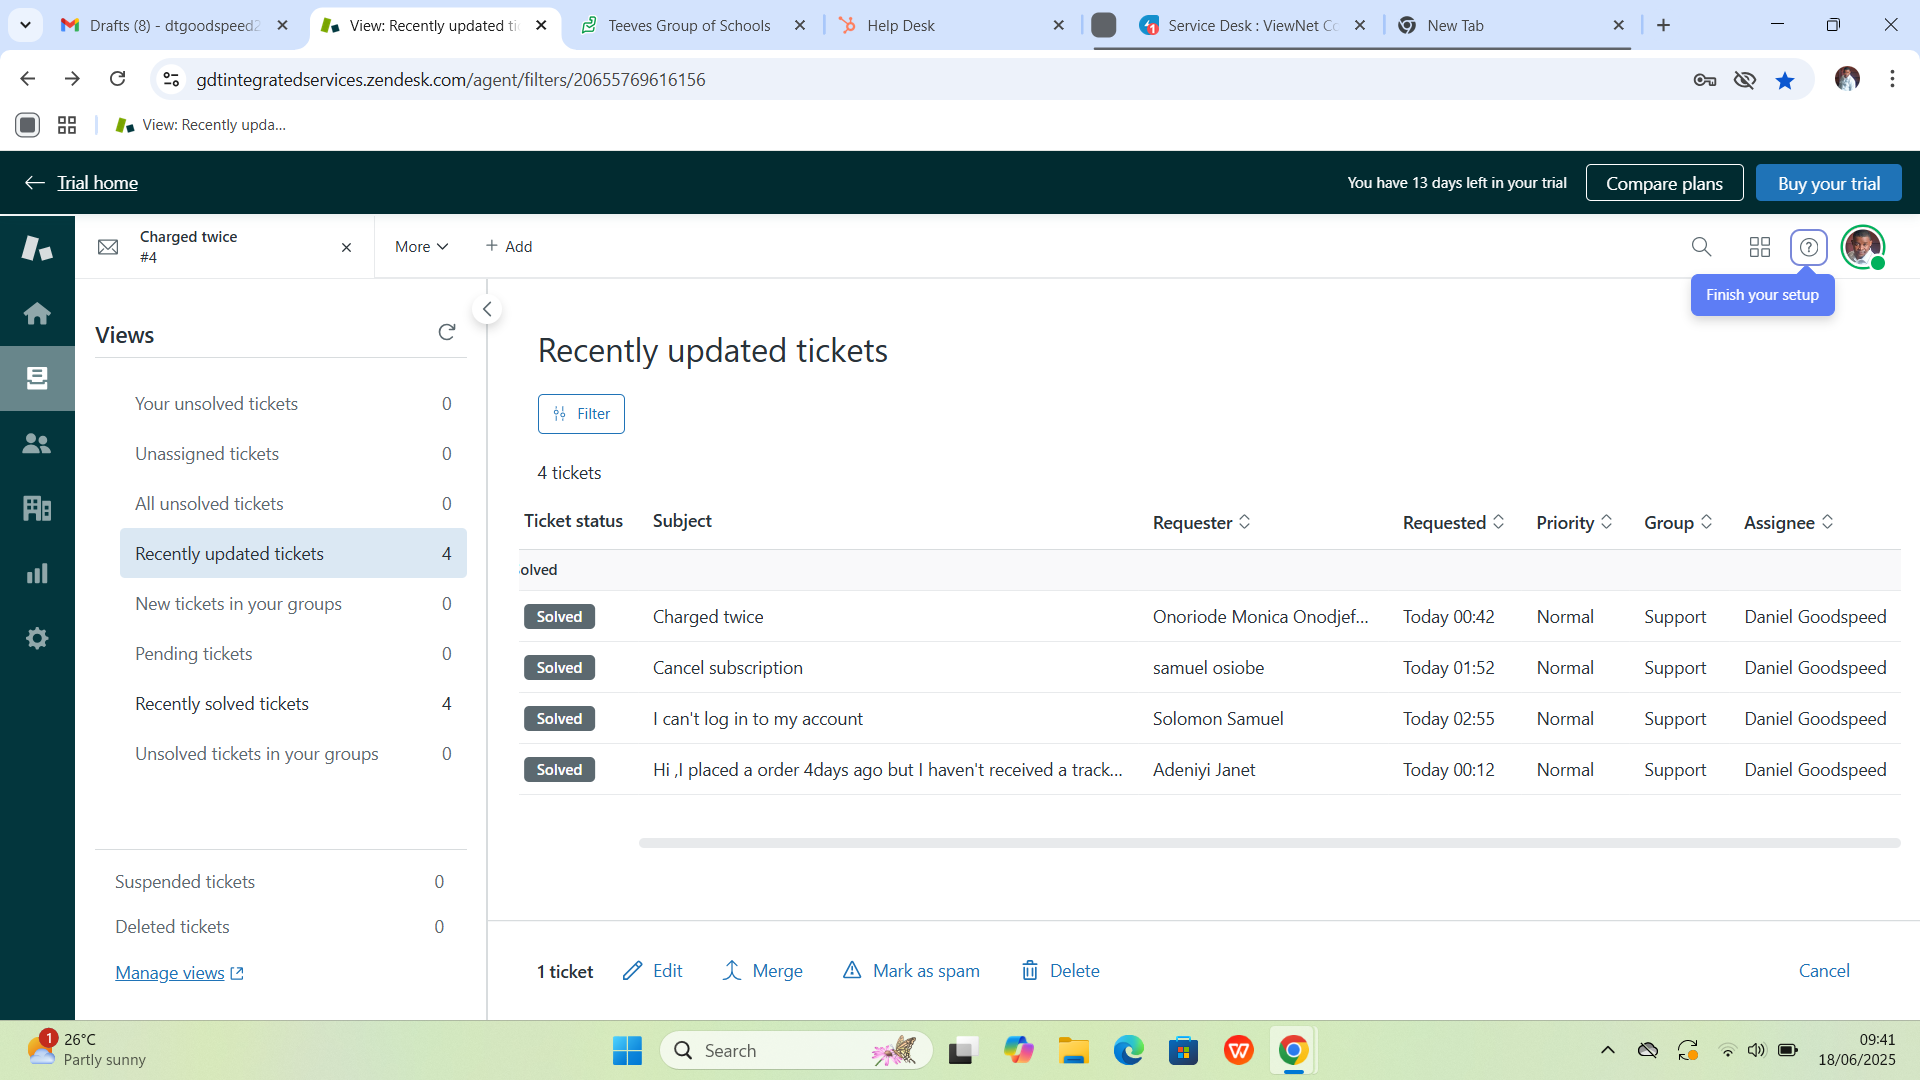 Drafts (8) - dtgoodspeed2
View: Recently updated ti
Teeves Group of Schools
Help Desk
Service Desk : ViewNet Co
New Tab
gdtintegratedservices.zendesk.com/agent/filters/20655769616156
View: Recently upda...
Trial home
You have 13 days left in your trial
Compare plans
Buy your trial
Charged twice
#4
More
+ Add
Finish your setup
Views
Your unsolved tickets 0
Unassigned tickets 0
All unsolved tickets 0
Recently updated tickets 4
New tickets in your groups 0
Pending tickets 0
Recently solved tickets 4
Unsolved tickets in your groups 0
Suspended tickets 0
Deleted tickets 0
Manage views
Recently updated tickets
Filter
4 tickets
Ticket status Subject Requester Requested Priority Group Assignee
olved
Solved Charged twice Onoriode Monica Onodjef... Today 00:42 Normal Support Daniel Goodspeed
Solved Cancel subscription samuel osiobe Today 01:52 Normal Support Daniel Goodspeed
Solved I can't log in to my account Solomon Samuel Today 02:55 Normal Support Daniel Goodspeed
Solved Hi ,I placed a order 4days ago but I haven't received a track... Adeniyi Janet Today 00:12 Normal Support Daniel Goodspeed
1 ticket Edit Merge Mark as spam Delete Cancel
1
26°C
Partly sunny
Search
09:41
18/06/2025